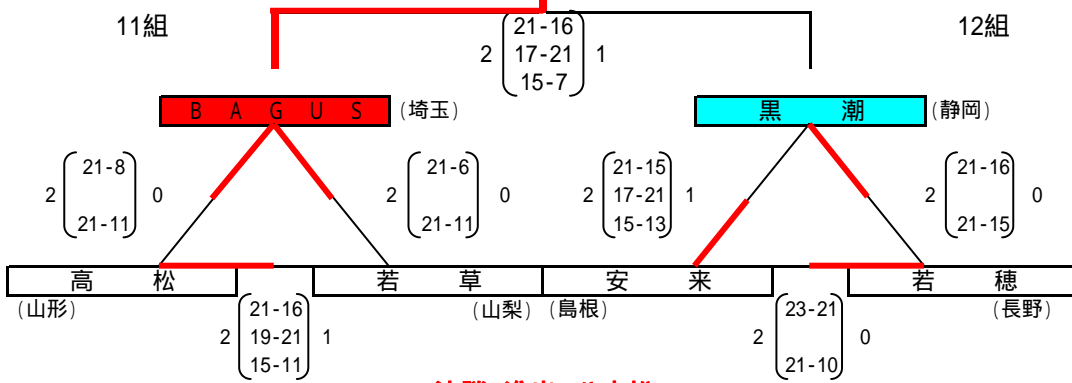 11組
12組
21-16
2 17-21 1
15-7
BAGUS (埼玉)
黒潮 (静岡)
21-8
2 0
21-11
21-6
2 0
21-11
21-15
2 17-21 1
15-13
21-16
2 0
21-15
高松
若草
安来
若穂
(山形)
(山梨)
(島根)
(長野)
21-16
2 19-21 1
15-11
23-21
2 0
21-10